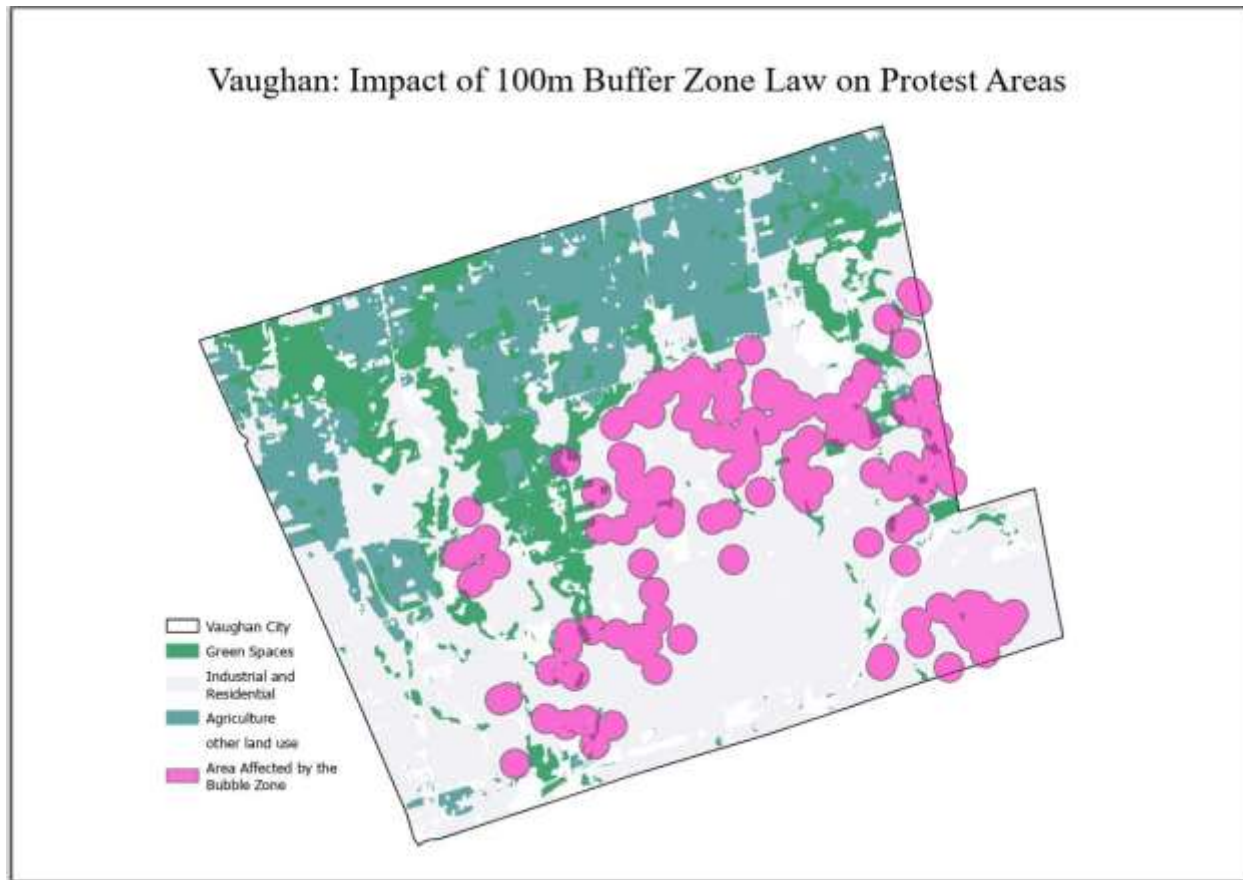 Vaughan: Impact of 100m Buffer Zone Law on Protest Areas
Vaughan City
Green Spaces
Industrial and
Residential
Agriculture
other land use
Area Affected by the
Bubble Zone